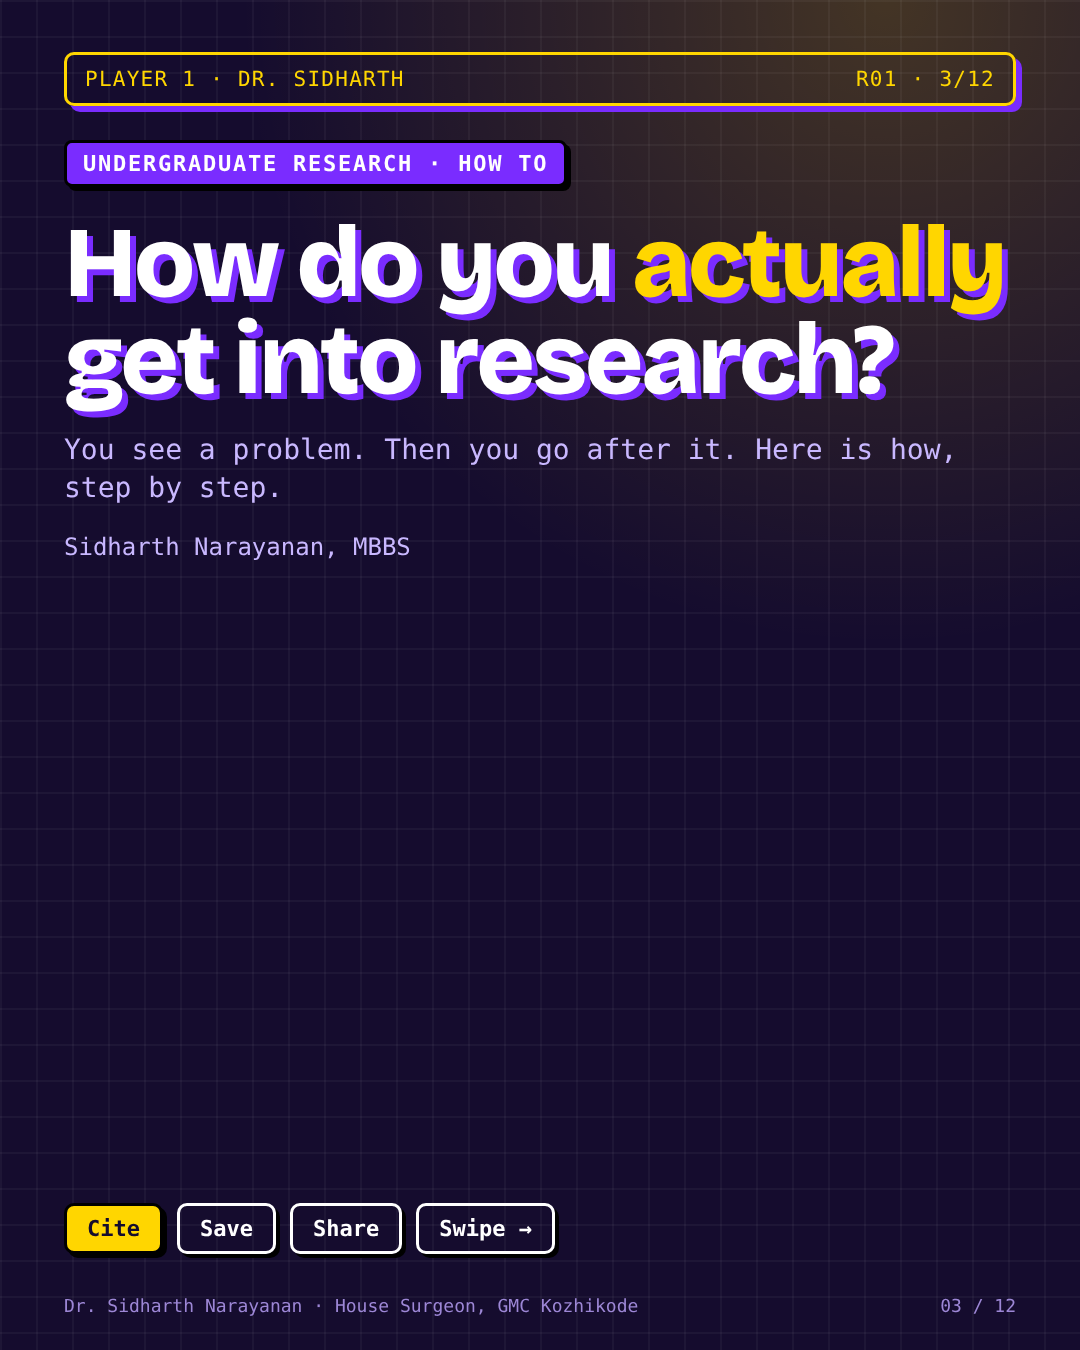 PLAYER 1 · DR. SIDHARTH R01 · 3/12
UNDERGRADUATE RESEARCH · HOW TO
How do you actually
get into research?
You see a problem. Then you go after it. Here is how,
step by step.
Sidharth Narayanan, MBBS
Cite Save Share Swipe →
Dr. Sidharth Narayanan · House Surgeon, GMC Kozhikode 03 / 12